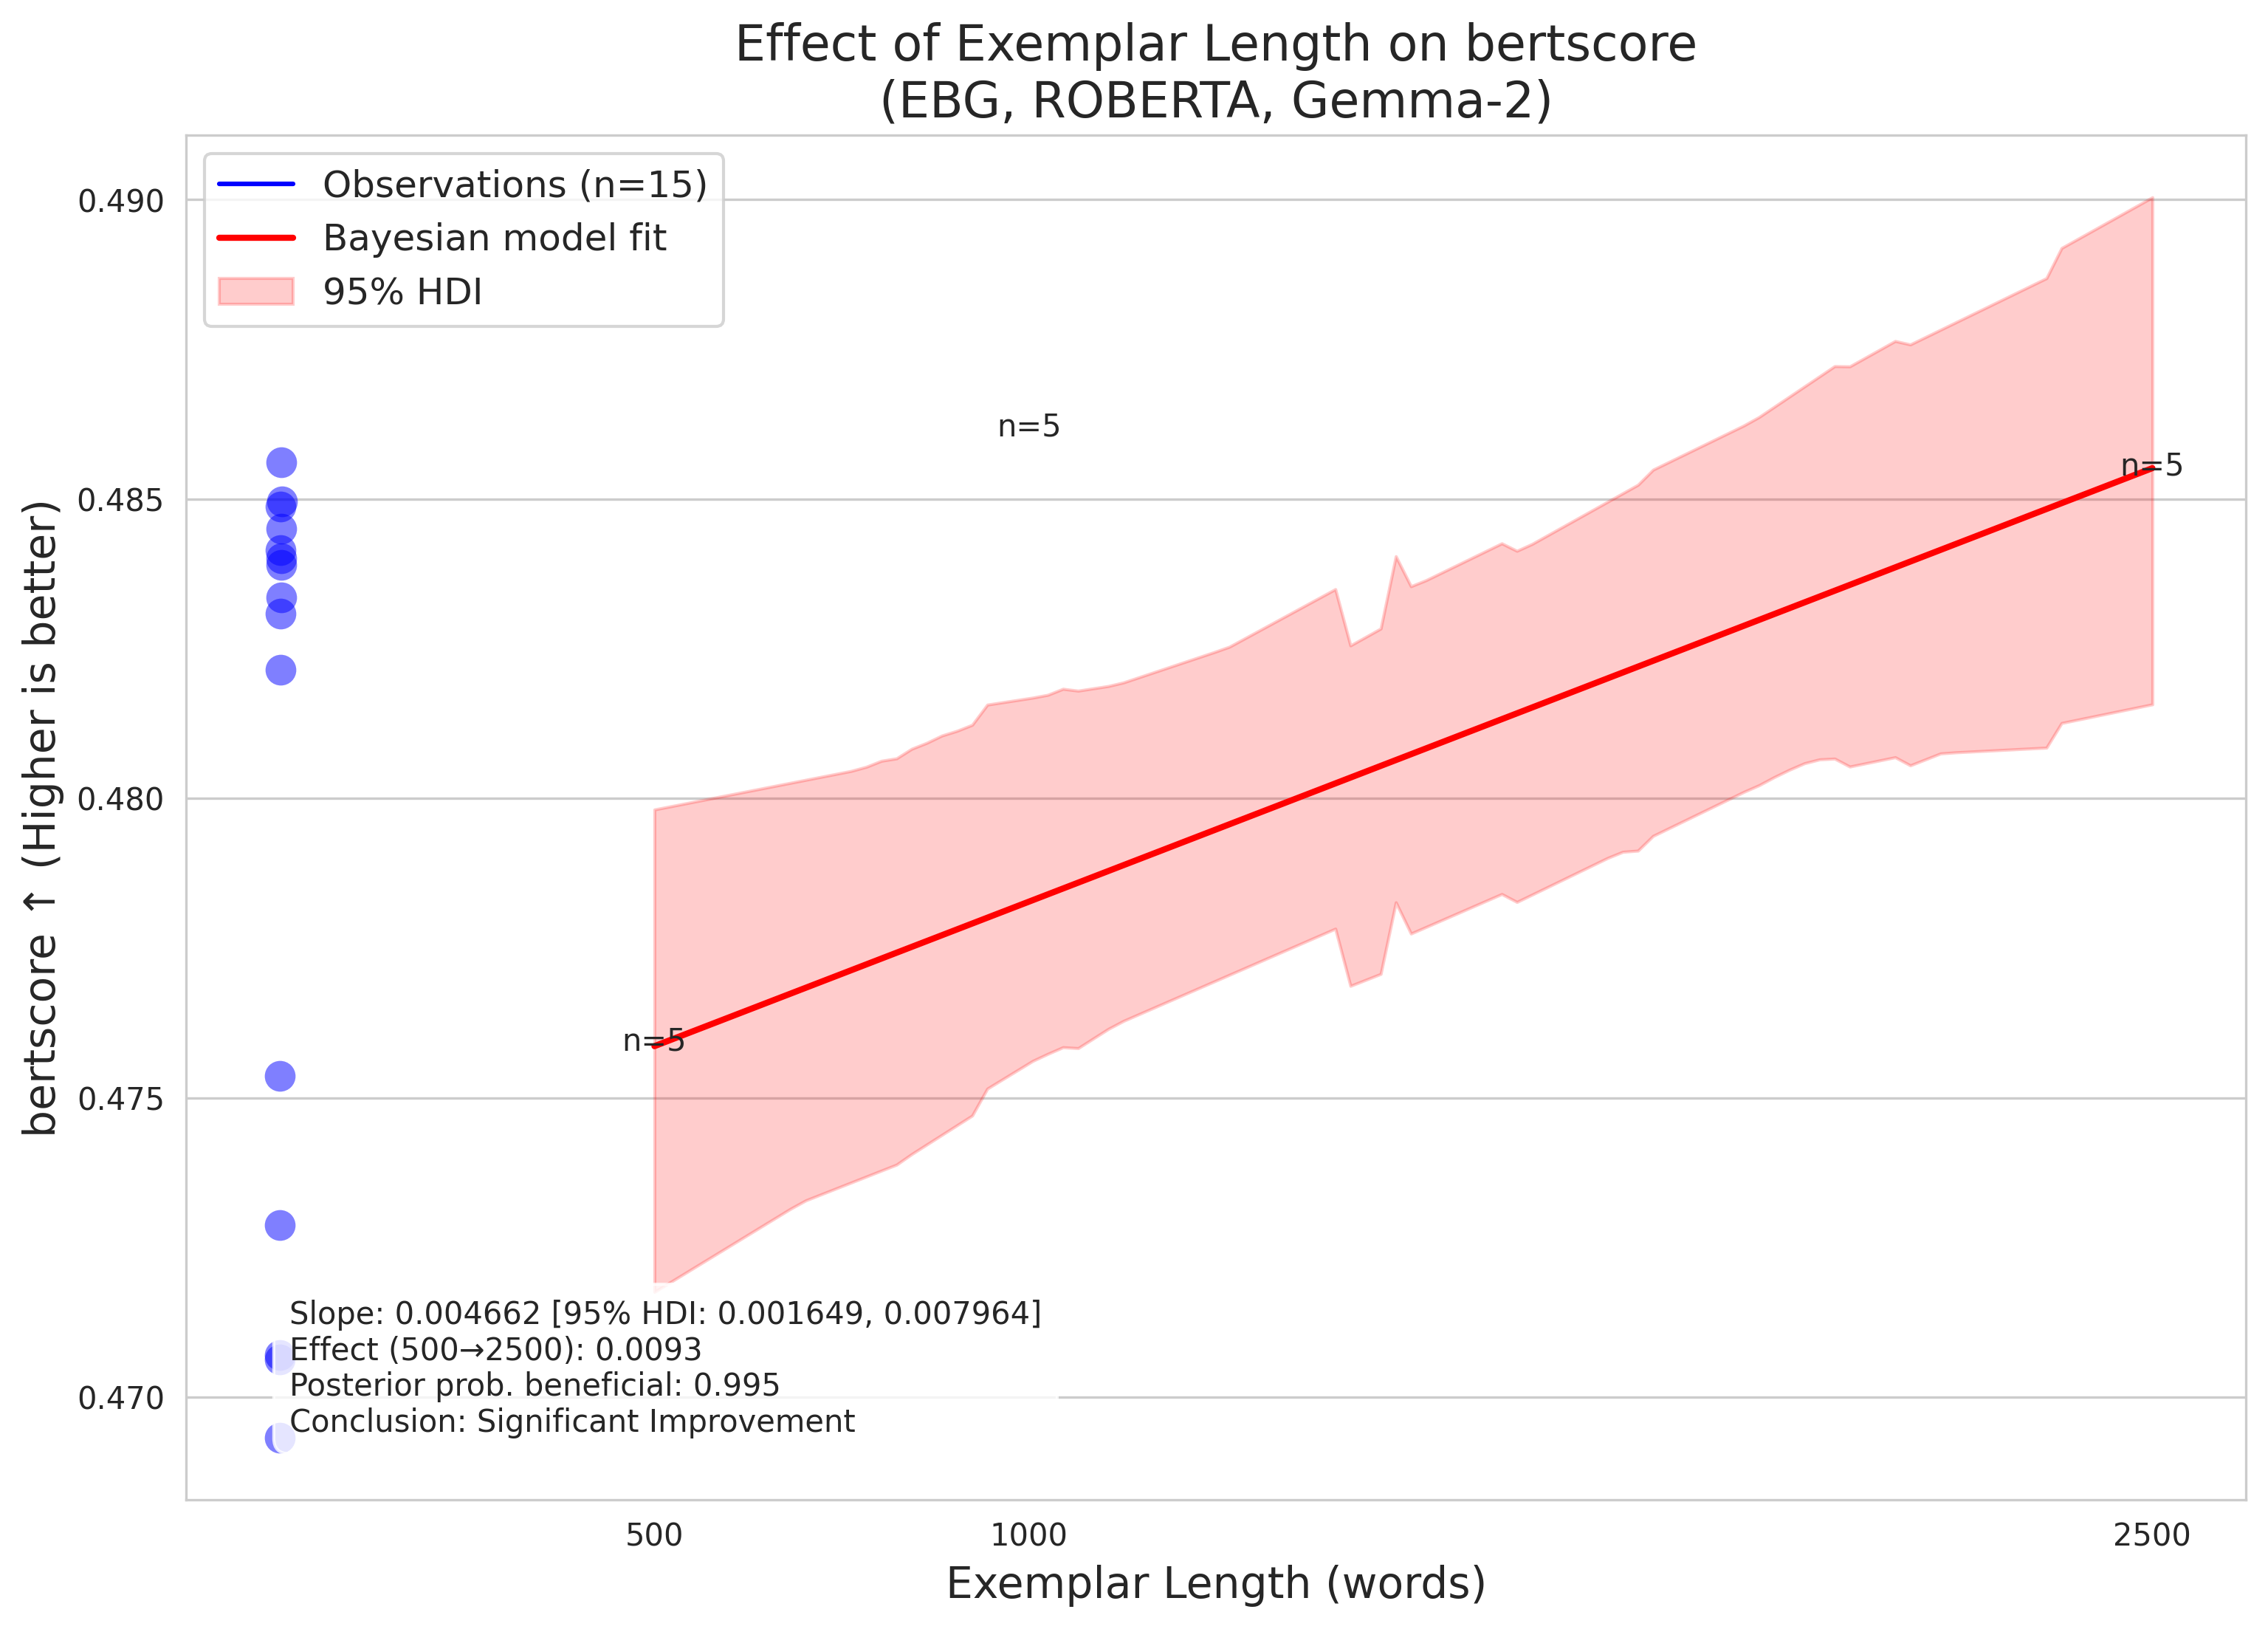 Effect of Exemplar Length on bertscore
(EBG, ROBERTA, Gemma-2)
Observations (n=15)
Bayesian model fit
95% HDI
bertscore ↑ (Higher is better)
0.490
0.485
0.480
0.475
0.470
n=5
n=5
n=5
Slope: 0.004662 [95% HDI: 0.001649, 0.007964]
Effect (500→2500): 0.0093
Posterior prob. beneficial: 0.995
Conclusion: Significant Improvement
500
1000
2500
Exemplar Length (words)